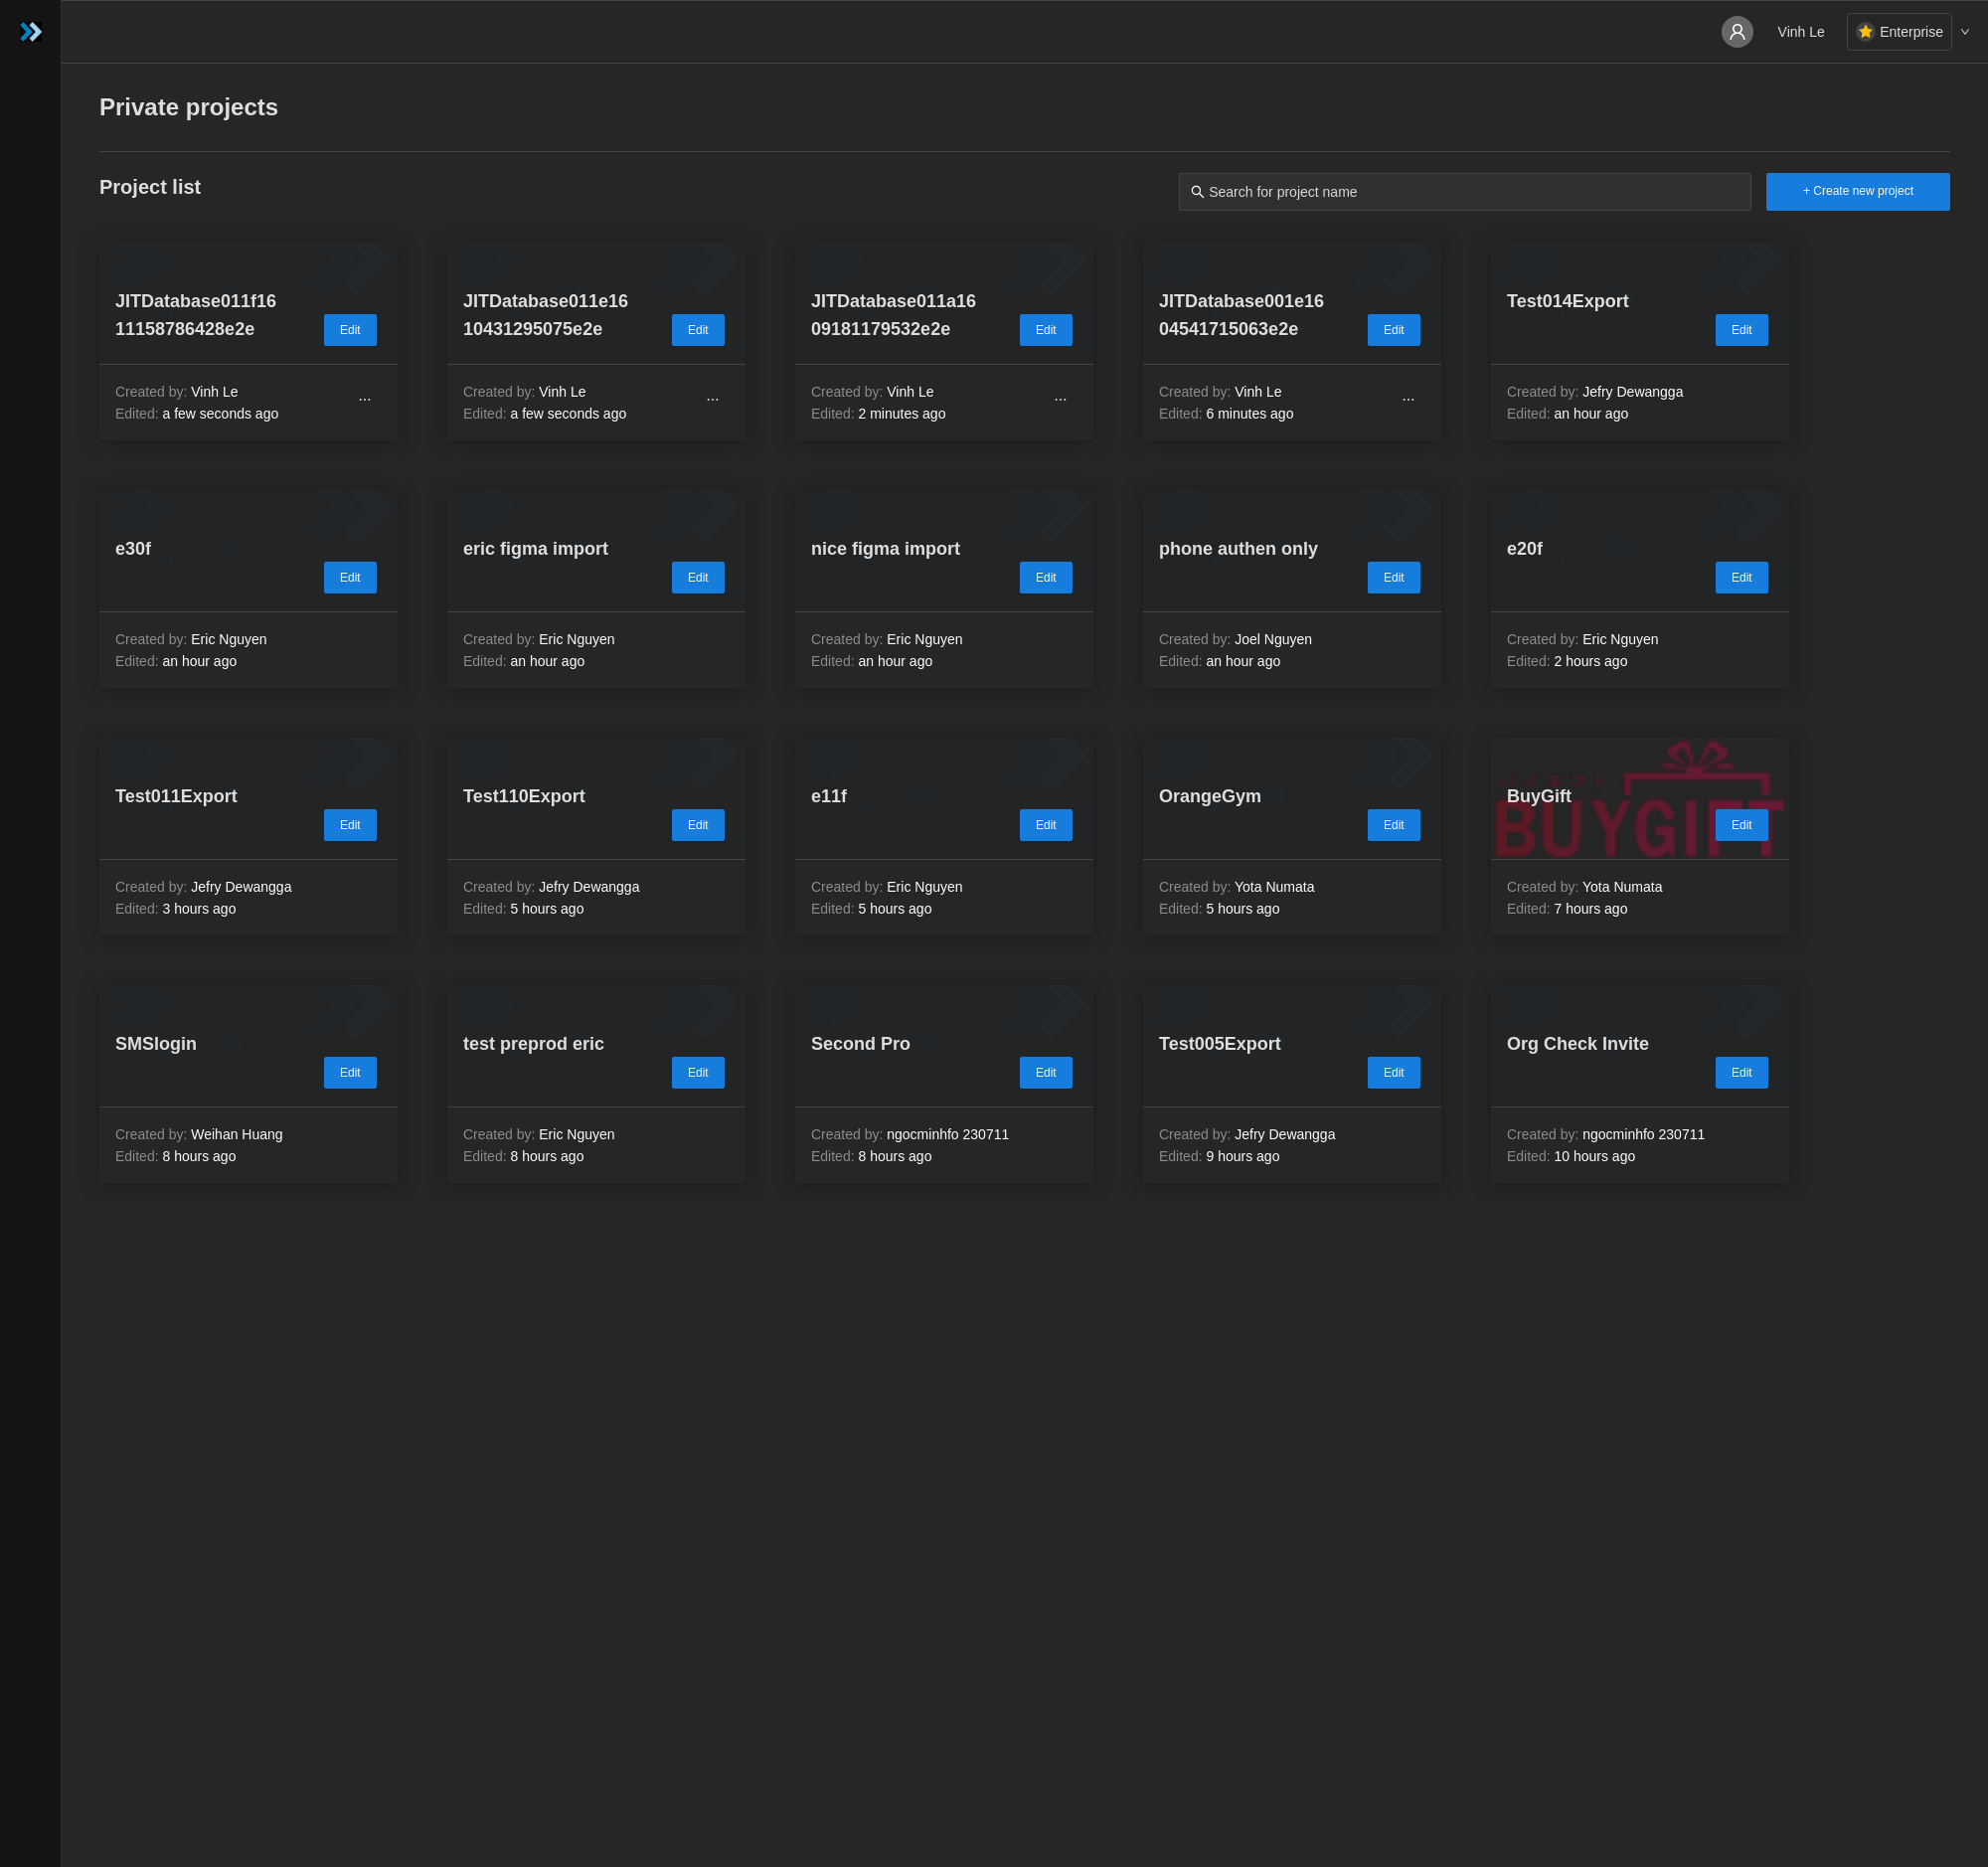 Vinh Le
Enterprise
Private projects
Project list
Search for project name
+ Create new project
JITDatabase011f16
11158786428e2e
Edit
Created by: Vinh Le
...
Edited: a few seconds ago
JITDatabase011e16
10431295075e2e
Edit
Created by: Vinh Le
...
Edited: a few seconds ago
JITDatabase011a16
09181179532e2e
Edit
Created by: Vinh Le
...
Edited: 2 minutes ago
JITDatabase001e16
04541715063e2e
Edit
Created by: Vinh Le
...
Edited: 6 minutes ago
Test014Export
Edit
Created by: Jefry Dewangga
Edited: an hour ago
e30f
Edit
Created by: Eric Nguyen
Edited: an hour ago
eric figma import
Edit
Created by: Eric Nguyen
Edited: an hour ago
nice figma import
Edit
Created by: Eric Nguyen
Edited: an hour ago
phone authen only
Edit
Created by: Joel Nguyen
Edited: an hour ago
e20f
Edit
Created by: Eric Nguyen
Edited: 2 hours ago
Test011Export
Edit
Created by: Jefry Dewangga
Edited: 3 hours ago
Test110Export
Edit
Created by: Jefry Dewangga
Edited: 5 hours ago
e11f
Edit
Created by: Eric Nguyen
Edited: 5 hours ago
OrangeGym
Edit
Created by: Yota Numata
Edited: 5 hours ago
BuyGift
BUYGIFT
Edit
Created by: Yota Numata
Edited: 7 hours ago
SMSlogin
Edit
Created by: Weihan Huang
Edited: 8 hours ago
test preprod eric
Edit
Created by: Eric Nguyen
Edited: 8 hours ago
Second Pro
Edit
Created by: ngocminhfo 230711
Edited: 8 hours ago
Test005Export
Edit
Created by: Jefry Dewangga
Edited: 9 hours ago
Org Check Invite
Edit
Created by: ngocminhfo 230711
Edited: 10 hours ago